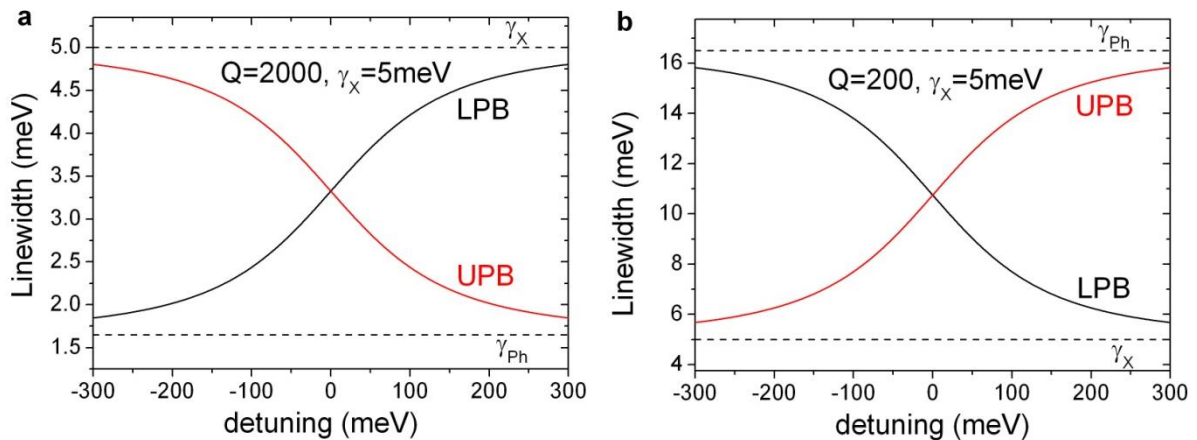 a
γX
Q=2000, γX=5meV
LPB
UPB
γPh
5.0
4.5
4.0
3.5
3.0
2.5
2.0
1.5
Linewidth (meV)
-300 -200 -100 0 100 200 300
detuning (meV)
b
γPh
Q=200, γX=5meV
UPB
LPB
γX
16
14
12
10
8
6
4
Linewidth (meV)
-300 -200 -100 0 100 200 300
detuning (meV)